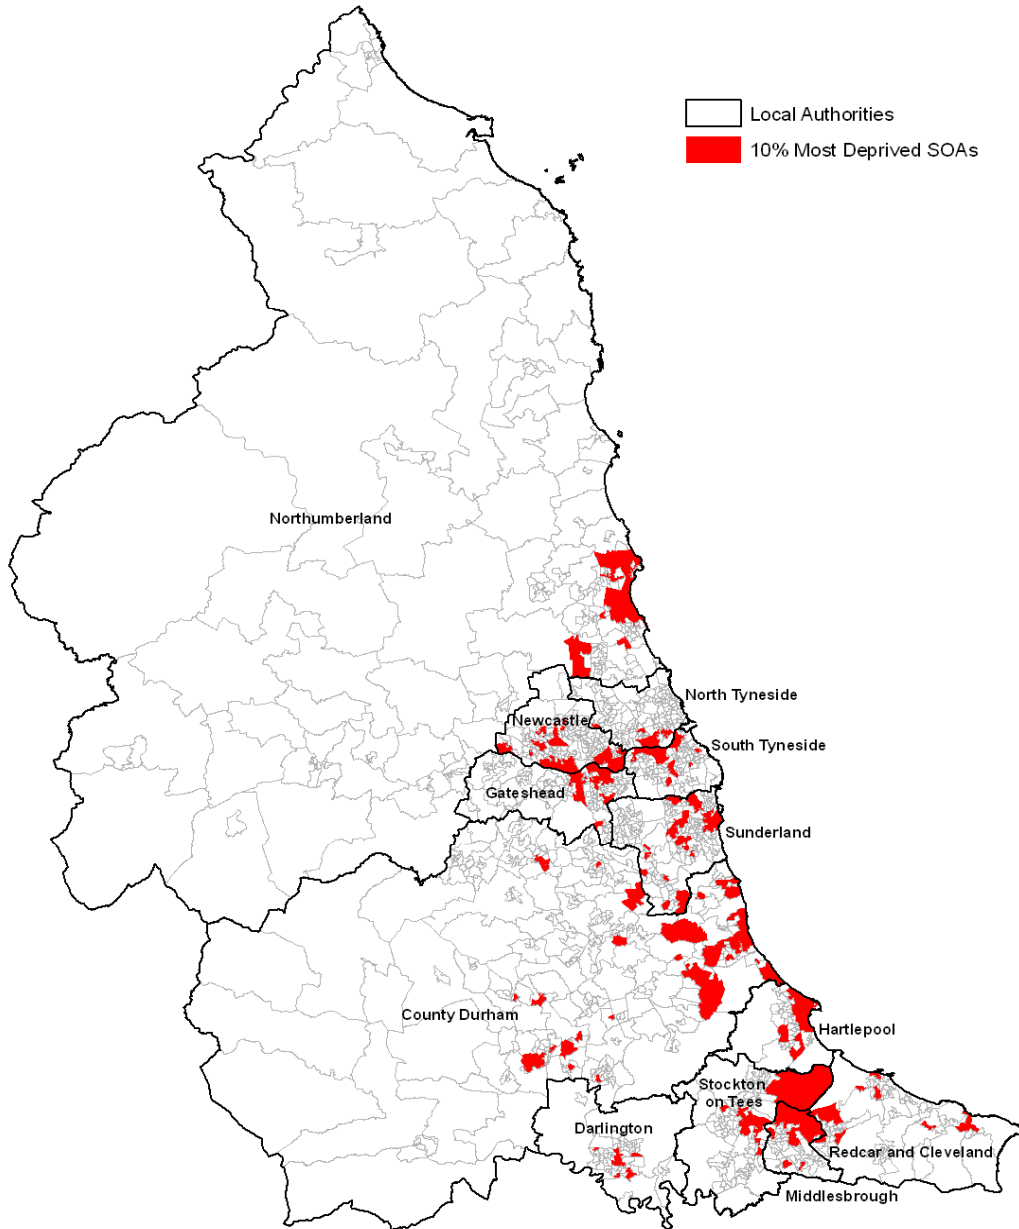 Local Authorities
10% Most Deprived SOAs
Northumberland
North Tyneside
Newcastle
South Tyneside
Gateshead
Sunderland
County Durham
Hartlepool
Stockton
on Tees
Darlington
Redcar and Cleveland
Middlesbrough